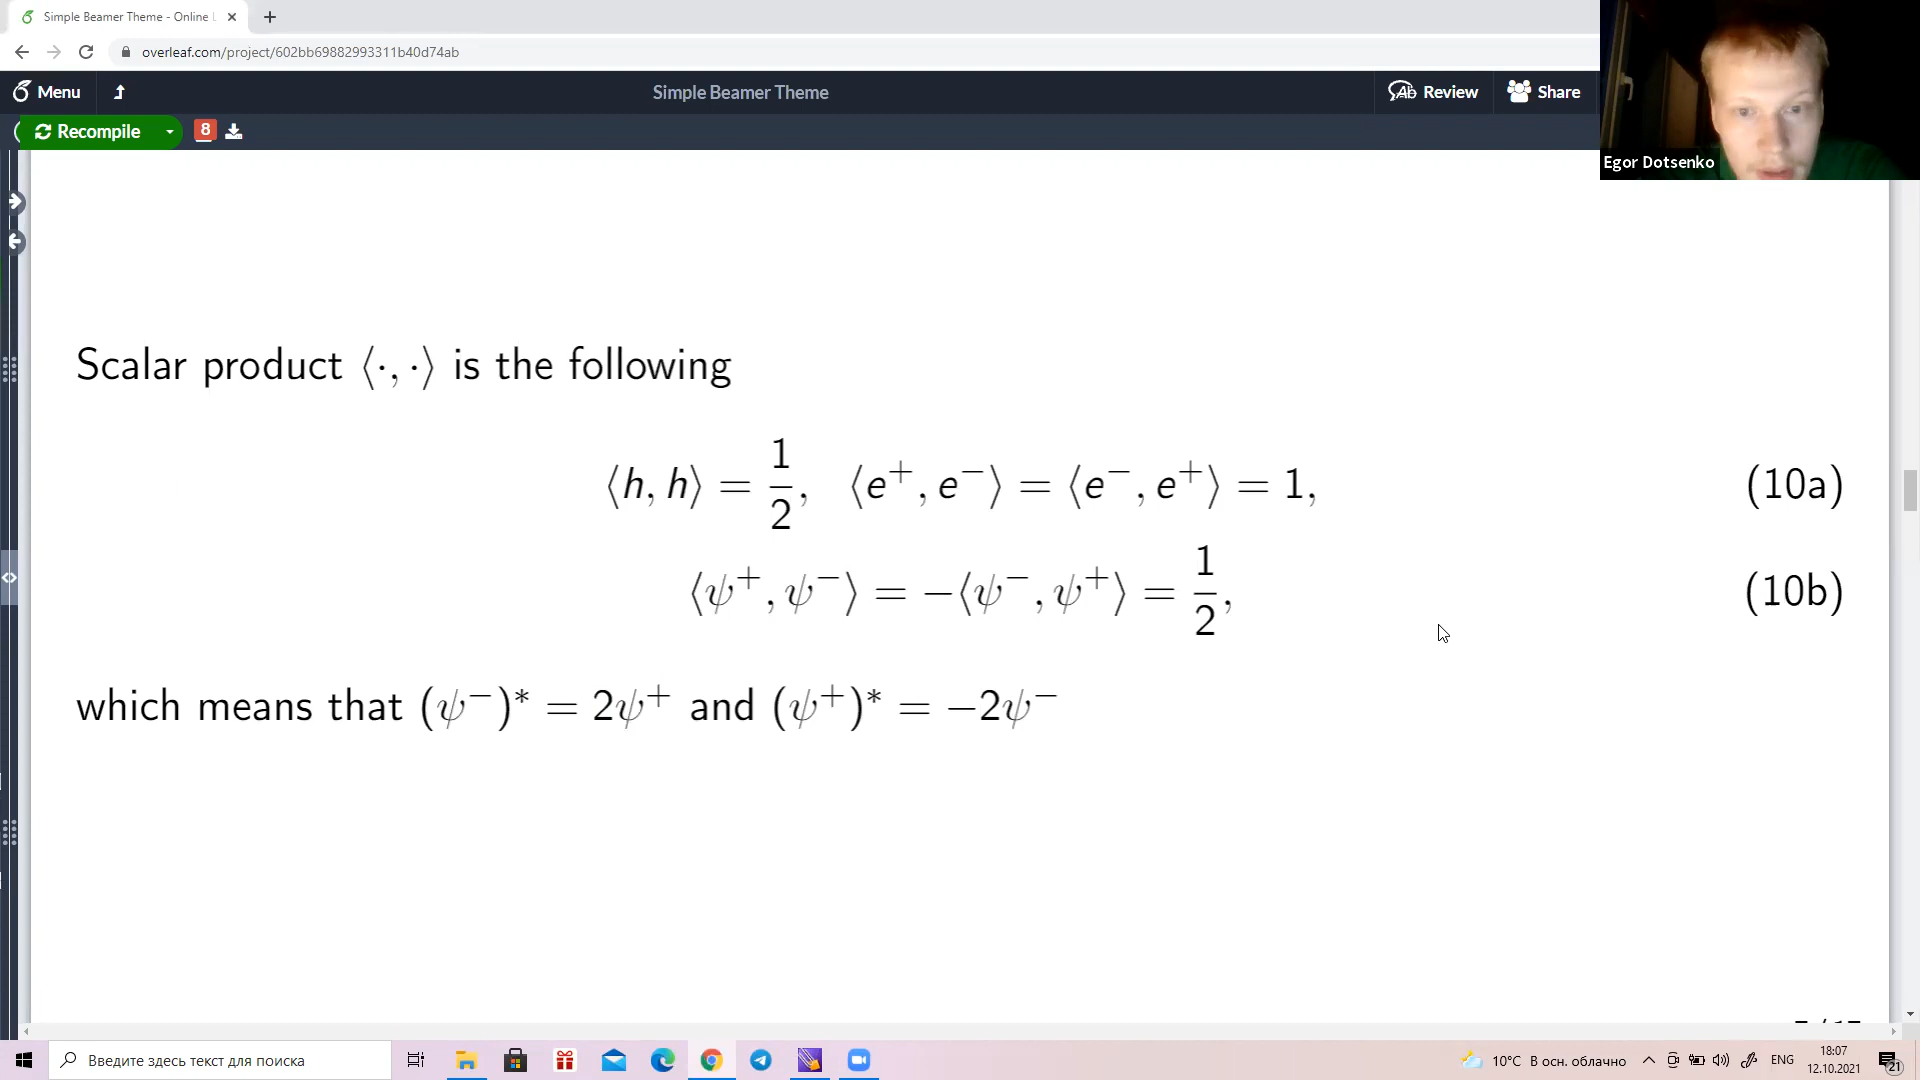 Simple Beamer Theme - Online L
overleaf.com/project/602bb69882993311b40d74ab
Menu
Simple Beamer Theme
Review
Share
Recompile
8
Egor Dotsenko
Scalar product ⟨·, ·⟩ is the following
⟨h, h⟩ = 1/2, ⟨e⁺, e⁻⟩ = ⟨e⁻, e⁺⟩ = 1, (10a)
⟨ψ⁺, ψ⁻⟩ = −⟨ψ⁻, ψ⁺⟩ = 1/2, (10b)
which means that (ψ⁻)* = 2ψ⁺ and (ψ⁺)* = −2ψ⁻
Введите здесь текст для поиска
10°C В осн. облачно
ENG
18:07
12.10.2021
21